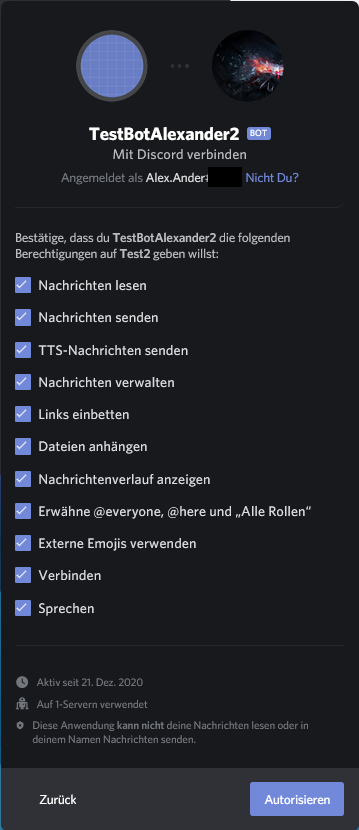 TestBotAlexander2 BOT
Mit Discord verbinden
Angemeldet als Alex.Ander Nicht Du?
Bestätige, dass du TestBotAlexander2 die folgenden
Berechtigungen auf Test2 geben willst:
Nachrichten lesen
Nachrichten senden
TTS-Nachrichten senden
Nachrichten verwalten
Links einbetten
Dateien anhängen
Nachrichtenverlauf anzeigen
Erwähne @everyone, @here und „Alle Rollen“
Externe Emojis verwenden
Verbinden
Sprechen
Aktiv seit 21. Dez. 2020
Auf 1-Servern verwendet
Diese Anwendung kann nicht deine Nachrichten lesen oder in
deinem Namen Nachrichten senden.
Zurück Autorisieren